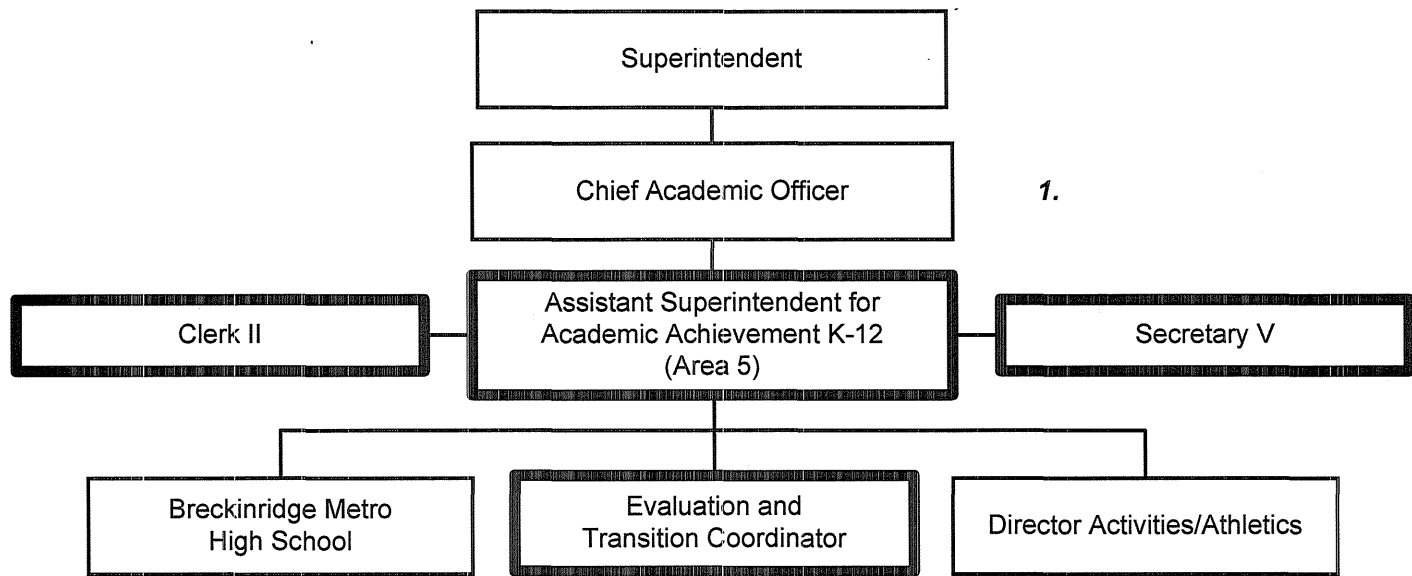 Superintendent
Chief Academic Officer
1.
Clerk II
Assistant Superintendent for
Academic Achievement K-12
(Area 5)
Secretary V
Breckinridge Metro
High School
Evaluation and
Transition Coordinator
Director Activities/Athletics